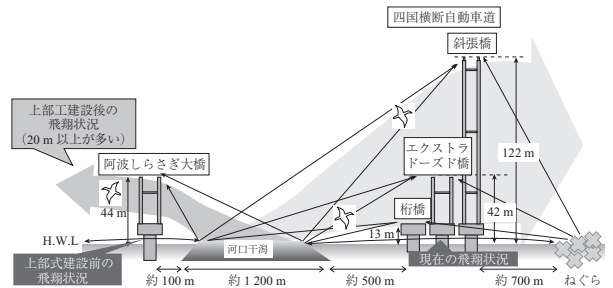 四国横断自動車道
斜張橋
上部工建設後の
飛翔状況
(20 m 以上が多い)
阿波しらさぎ大橋
エクストラ
ドーズド橋
122 m
44 m
桁橋
42 m
13 m
H.W.L
河口干潟
上部式建設前の
飛翔状況
現在の飛翔状況
約 100 m
約 1 200 m
約 500 m
約 700 m
ねぐら